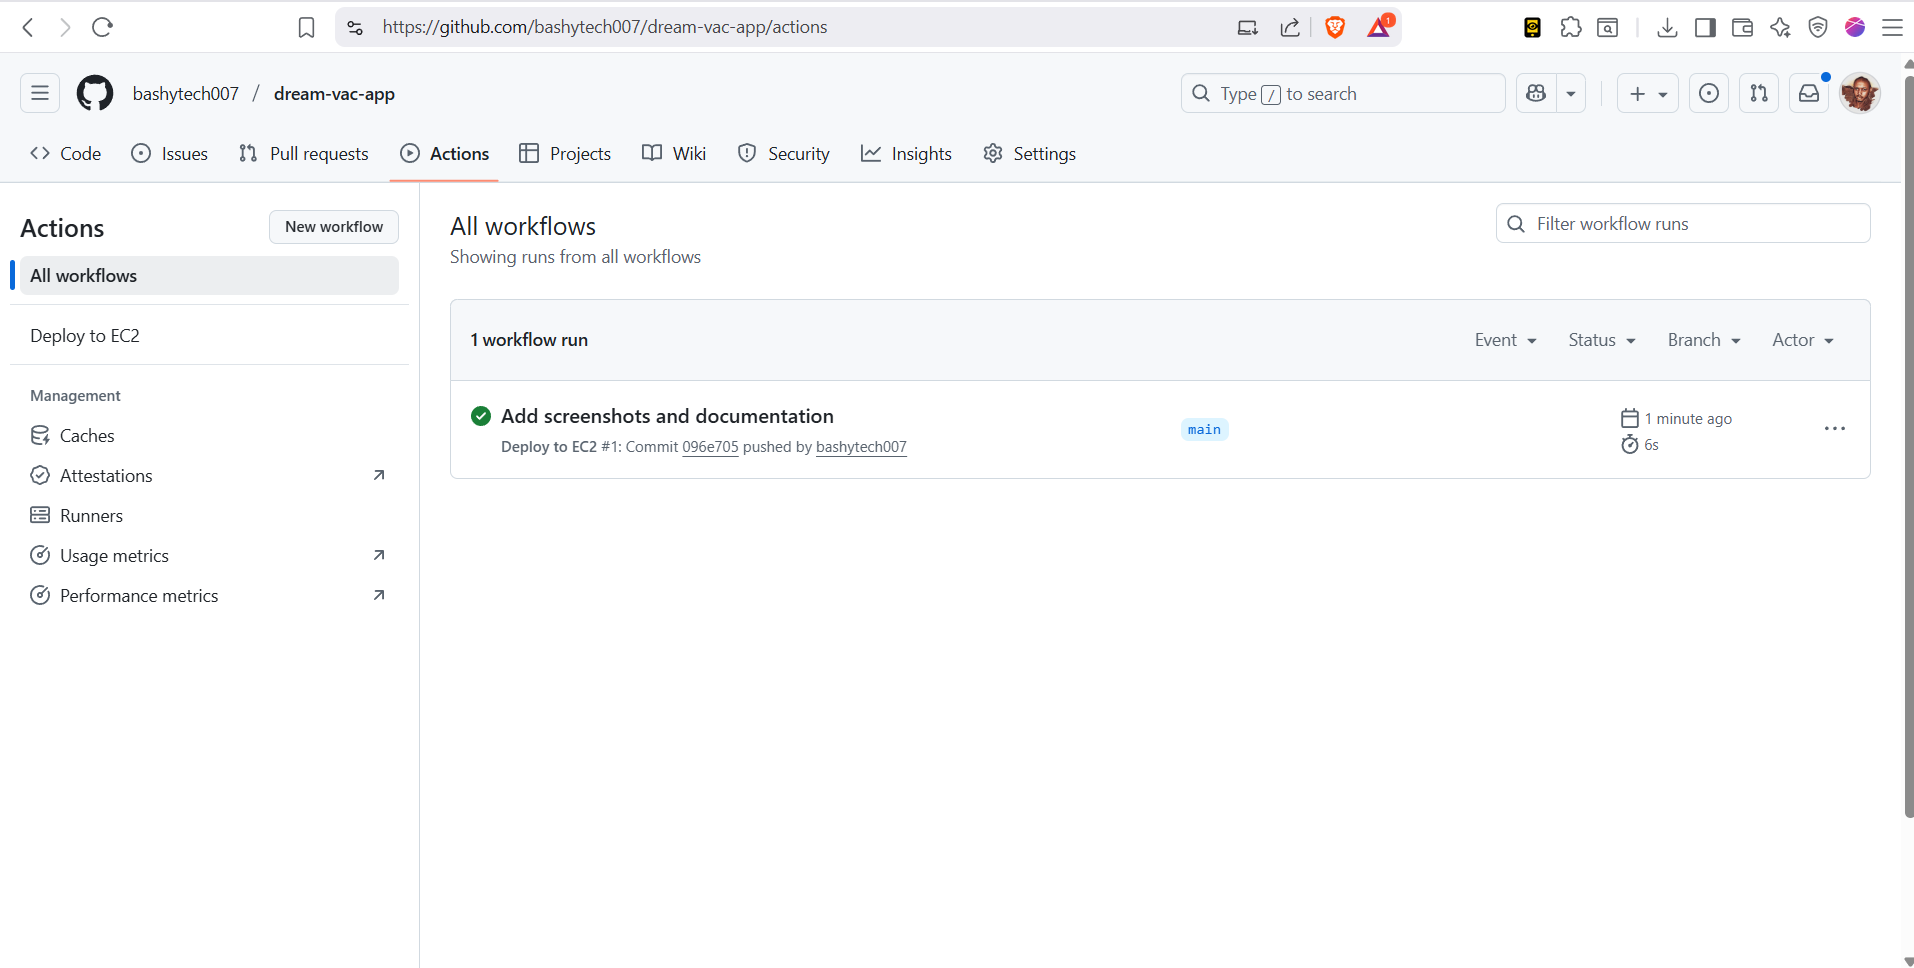 https://github.com/bashytech007/dream-vac-app/actions
1
bashytech007 / dream-vac-app
Type / to search
Code
Issues
Pull requests
Actions
Projects
Wiki
Security
Insights
Settings
Actions
New workflow
All workflows
Deploy to EC2
Management
Caches
Attestations
Runners
Usage metrics
Performance metrics
All workflows
Showing runs from all workflows
Filter workflow runs
1 workflow run
Event
Status
Branch
Actor
Add screenshots and documentation
Deploy to EC2 #1: Commit 096e705 pushed by bashytech007
main
1 minute ago
6s